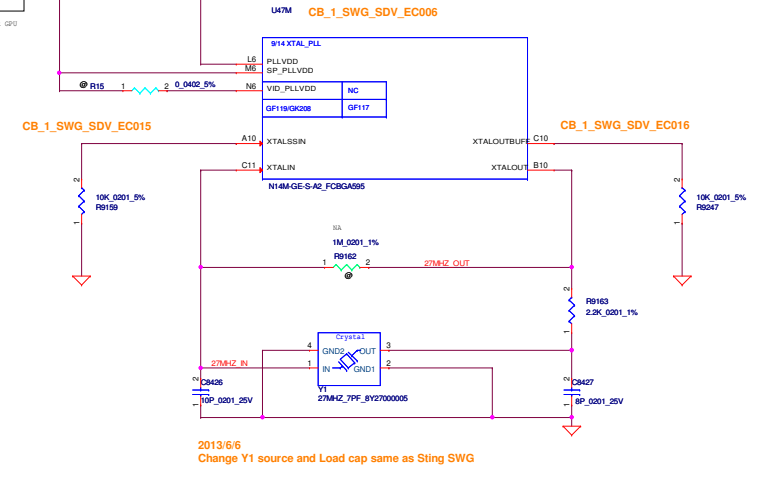 U47M
CB_1_SWG_SDV_EC006
GPU
9/14 XTAL_PLL
L6
PLLVDD
M6
SP_PLLVDD
@ R15
1
2
0_0402_5%
N6
VID_PLLVDD
NC
GF119/GK208
GF117
CB_1_SWG_SDV_EC015
CB_1_SWG_SDV_EC016
A10
XTALSSIN
XTALOUTBUFF
C10
C11
XTALIN
XTALOUT
B10
N14M-GE-S-A2_FCBGA595
2
10K_0201_5%
R9159
1
2
10K_0201_5%
R9247
1
NA
1M_0201_1%
R9162
1
2
27MHZ_OUT
@
2
R9163
2.2K_0201_1%
1
Crystal
4
GND2
OUT
3
27MHZ_IN
1
IN
GND1
2
Y1
27MHZ_7PF_8Y27000005
2
C8426
1
10P_0201_25V
2
C8427
1
8P_0201_25V
2013/6/6
Change Y1 source and Load cap same as Sting SWG